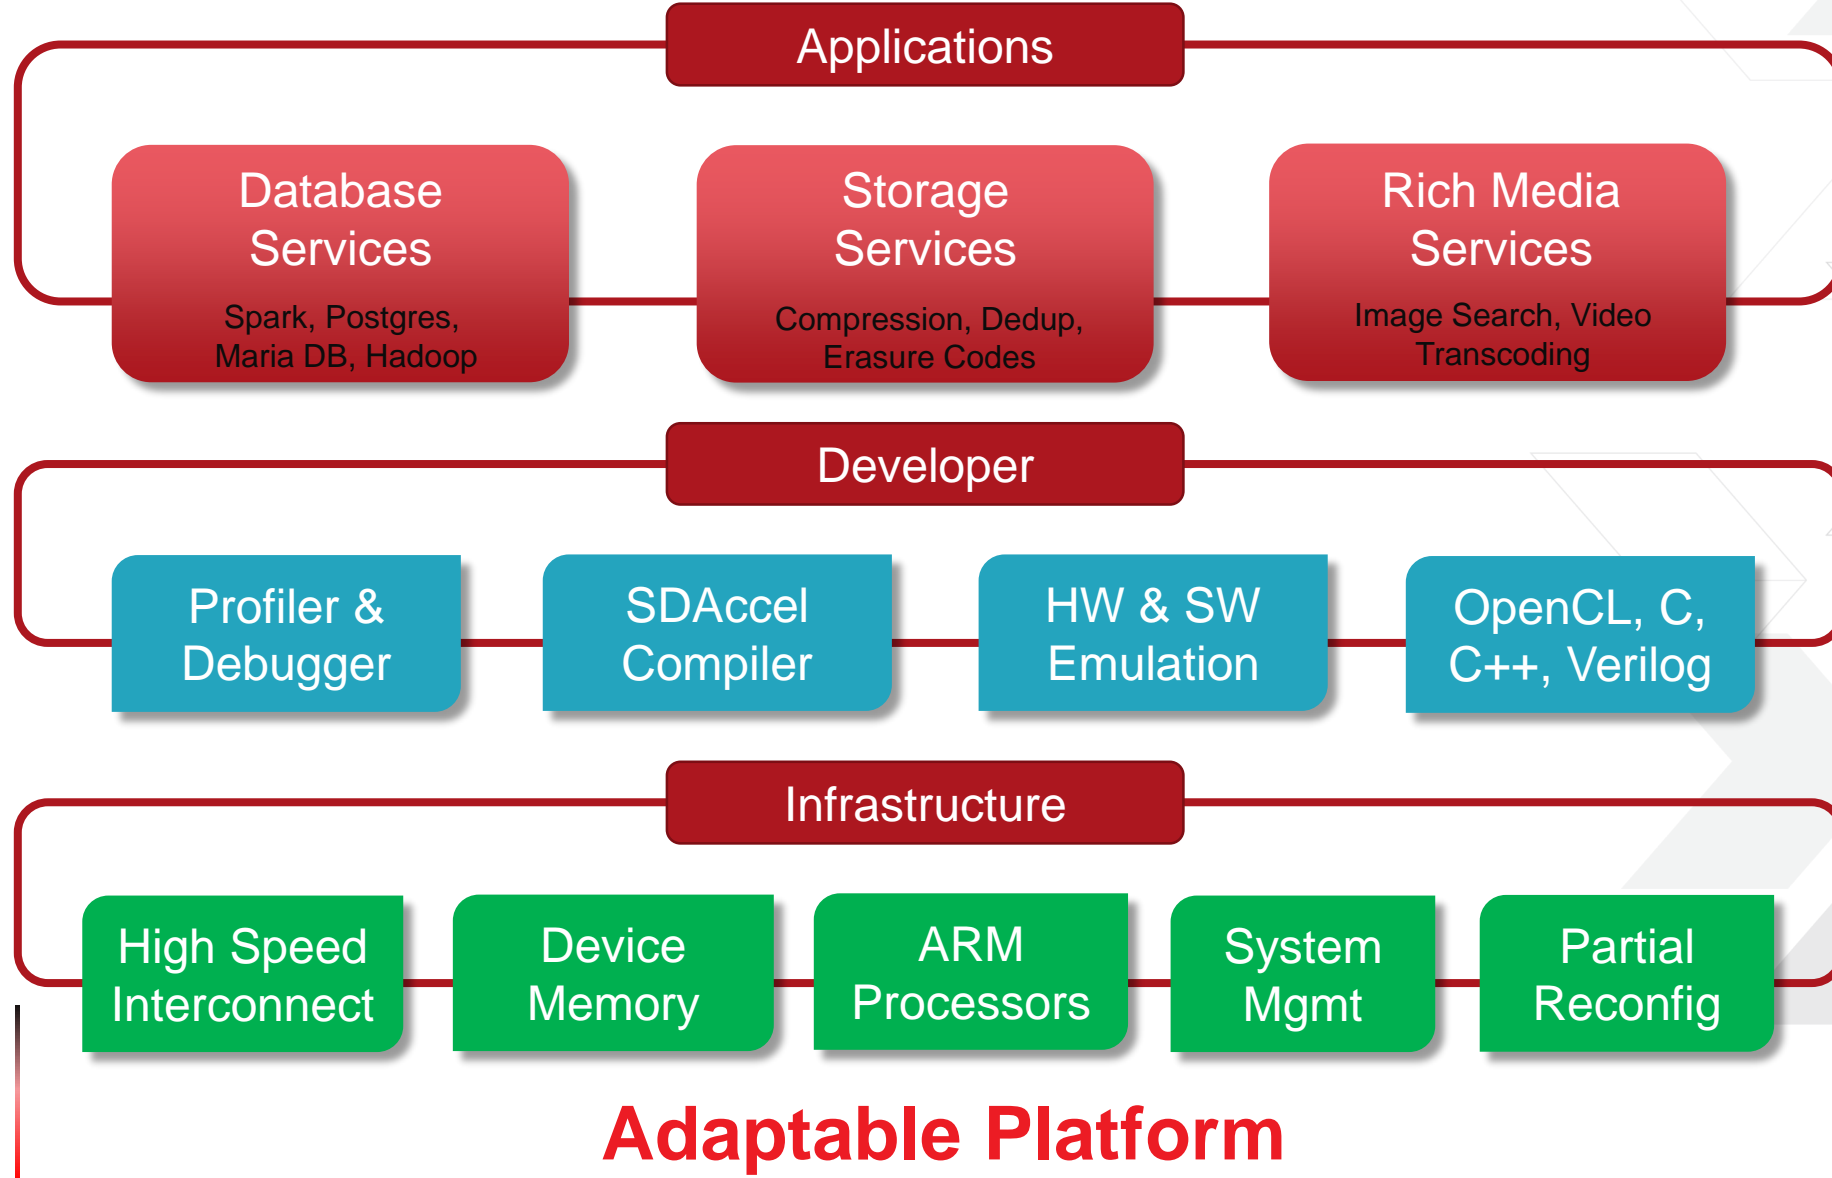 Applications
Database
Services
Spark, Postgres,
Maria DB, Hadoop
Storage
Services
Compression, Dedup,
Erasure Codes
Rich Media
Services
Image Search, Video
Transcoding
Developer
Profiler &
Debugger
SDAccel
Compiler
HW & SW
Emulation
OpenCL, C,
C++, Verilog
Infrastructure
High Speed
Interconnect
Device
Memory
ARM
Processors
System
Mgmt
Partial
Reconfig
Adaptable Platform